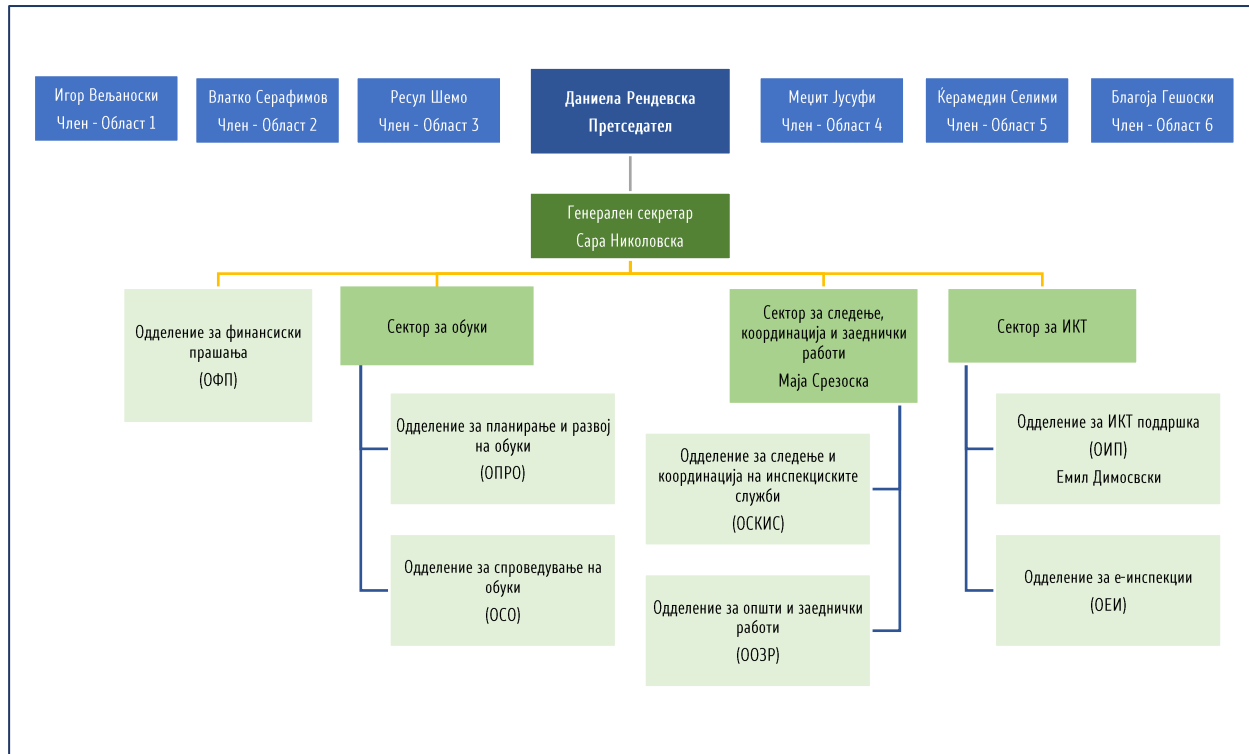 Игор Вељаноски
Член - Област 1
Влатко Серафимов
Член - Област 2
Ресул Шемо
Член - Област 3
Даниела Рендевска
Претседател
Меџит Јусуфи
Член - Област 4
Ќерамедин Селими
Член - Област 5
Благоја Гешоски
Член - Област 6
Генерален секретар
Сара Николовска
Одделение за финансиски
прашања
(ОФП)
Сектор за обуки
Сектор за следење,
координација и заеднички
работи
Маја Срезоска
Сектор за ИКТ
Одделение за планирање и развој
на обуки
(ОПРО)
Одделение за спроведување на
обуки
(ОСО)
Одделение за следење и
координација на инспекциските
служби
(ОСКИС)
Одделение за општи и заеднички
работи
(ООЗР)
Одделение за ИКТ поддршка
(ОИП)
Емил Димосвски
Одделение за е-инспекции
(ОЕИ)